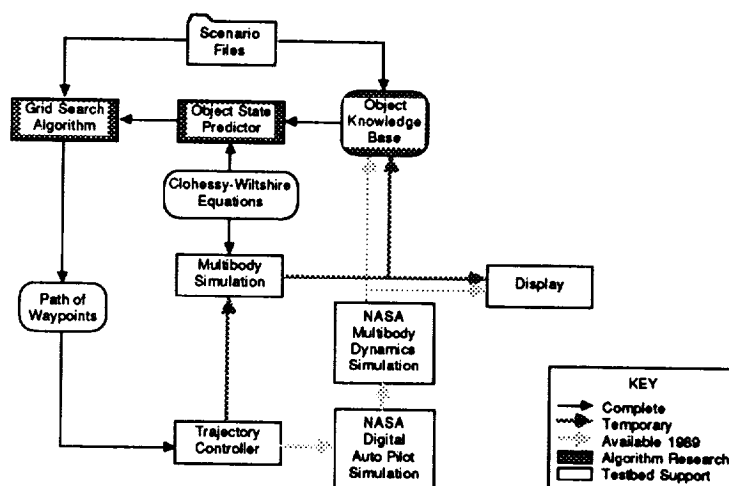 Scenario
Files
Grid Search
Algorithm
Object State
Predictor
Object
Knowledge
Base
Clohessy-Wiltshire
Equations
Multibody
Simulation
Display
Path of
Waypoints
NASA
Multibody
Dynamics
Simulation
Trajectory
Controller
NASA
Digital
Auto Pilot
Simulation
KEY
Complete
Temporary
Available 1989
Algorithm Research
Testbed Support